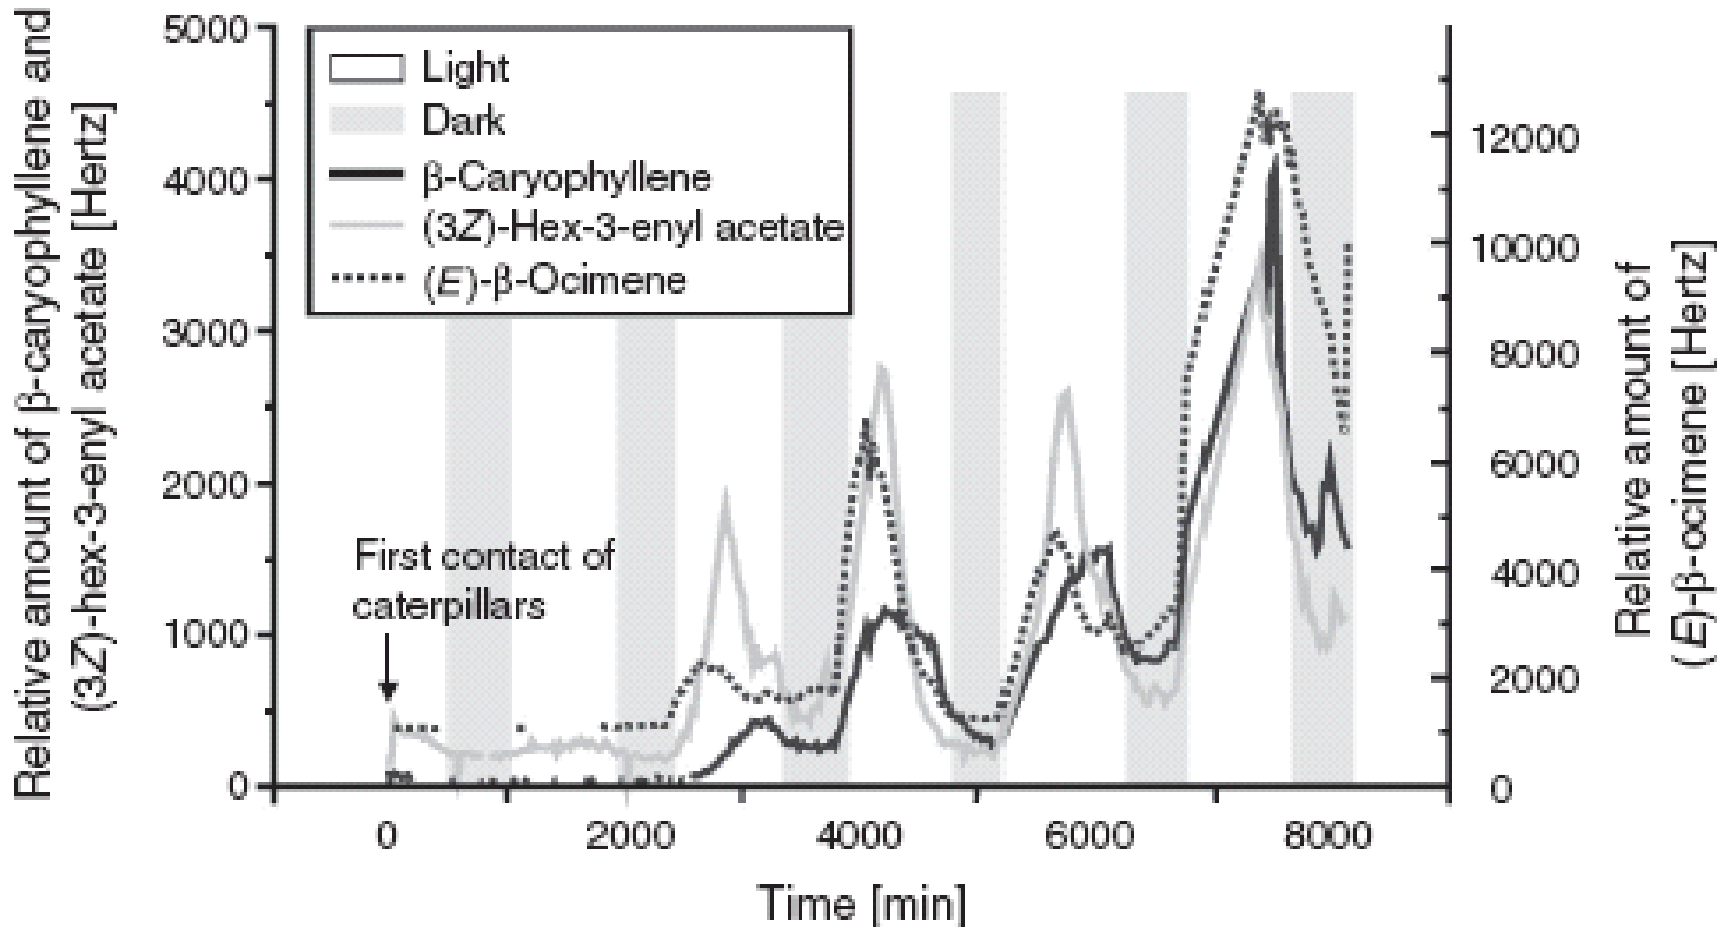 Relative amount of β-caryophyllene and
(3Z)-hex-3-enyl acetate [Hertz]
5000
4000
3000
2000
1000
0
Light
Dark
β-Caryophyllene
(3Z)-Hex-3-enyl acetate
(E)-β-Ocimene
First contact of
caterpillars
12000
10000
8000
6000
4000
2000
0
Relative amount of
(E)-β-ocimene [Hertz]
0 2000 4000 6000 8000
Time [min]